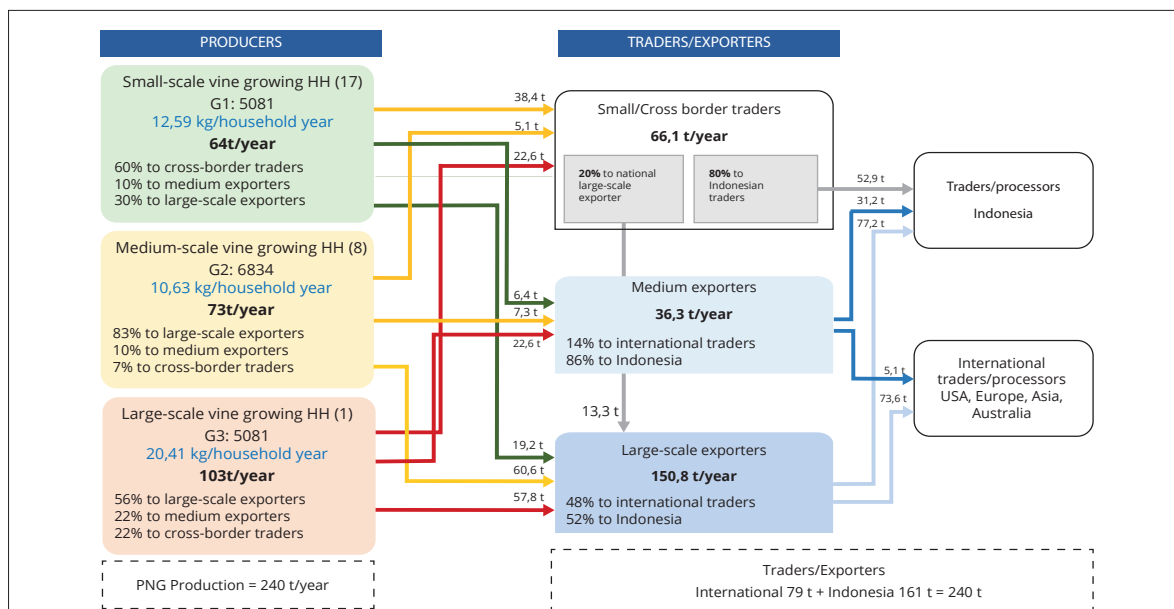 PRODUCERS
Small-scale vine growing HH (17)
G1: 5081
12,59 kg/household year
64t/year
60% to cross-border traders
10% to medium exporters
30% to large-scale exporters
Medium-scale vine growing HH (8)
G2: 6834
10,63 kg/household year
73t/year
83% to large-scale exporters
10% to medium exporters
7% to cross-border traders
Large-scale vine growing HH (1)
G3: 5081
20,41 kg/household year
103t/year
56% to large-scale exporters
22% to medium exporters
22% to cross-border traders
PNG Production = 240 t/year
38,4 t
5,1 t
22,6 t
6,4 t
7,3 t
22,6 t
19,2 t
60,6 t
57,8 t
TRADERS/EXPORTERS
Small/Cross border traders
66,1 t/year
20% to national
large-scale
exporter
80% to
Indonesian
traders
Medium exporters
36,3 t/year
14% to international traders
86% to Indonesia
13,3 t
Large-scale exporters
150,8 t/year
48% to international traders
52% to Indonesia
Traders/Exporters
International 79 t + Indonesia 161 t = 240 t
52,9 t
31,2 t
77,2 t
5,1 t
73,6 t
Traders/processors
Indonesia
International
traders/processors
USA, Europe, Asia,
Australia